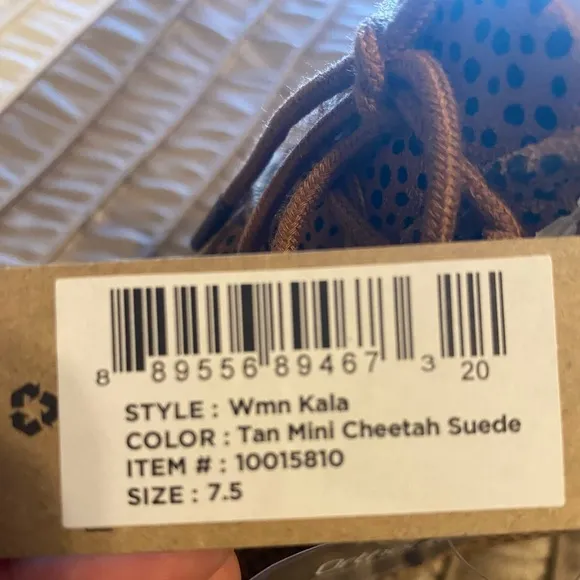 8 89556 89467 3 20
STYLE : Wmn Kala
COLOR : Tan Mini Cheetah Suede
ITEM # : 10015810
SIZE : 7.5